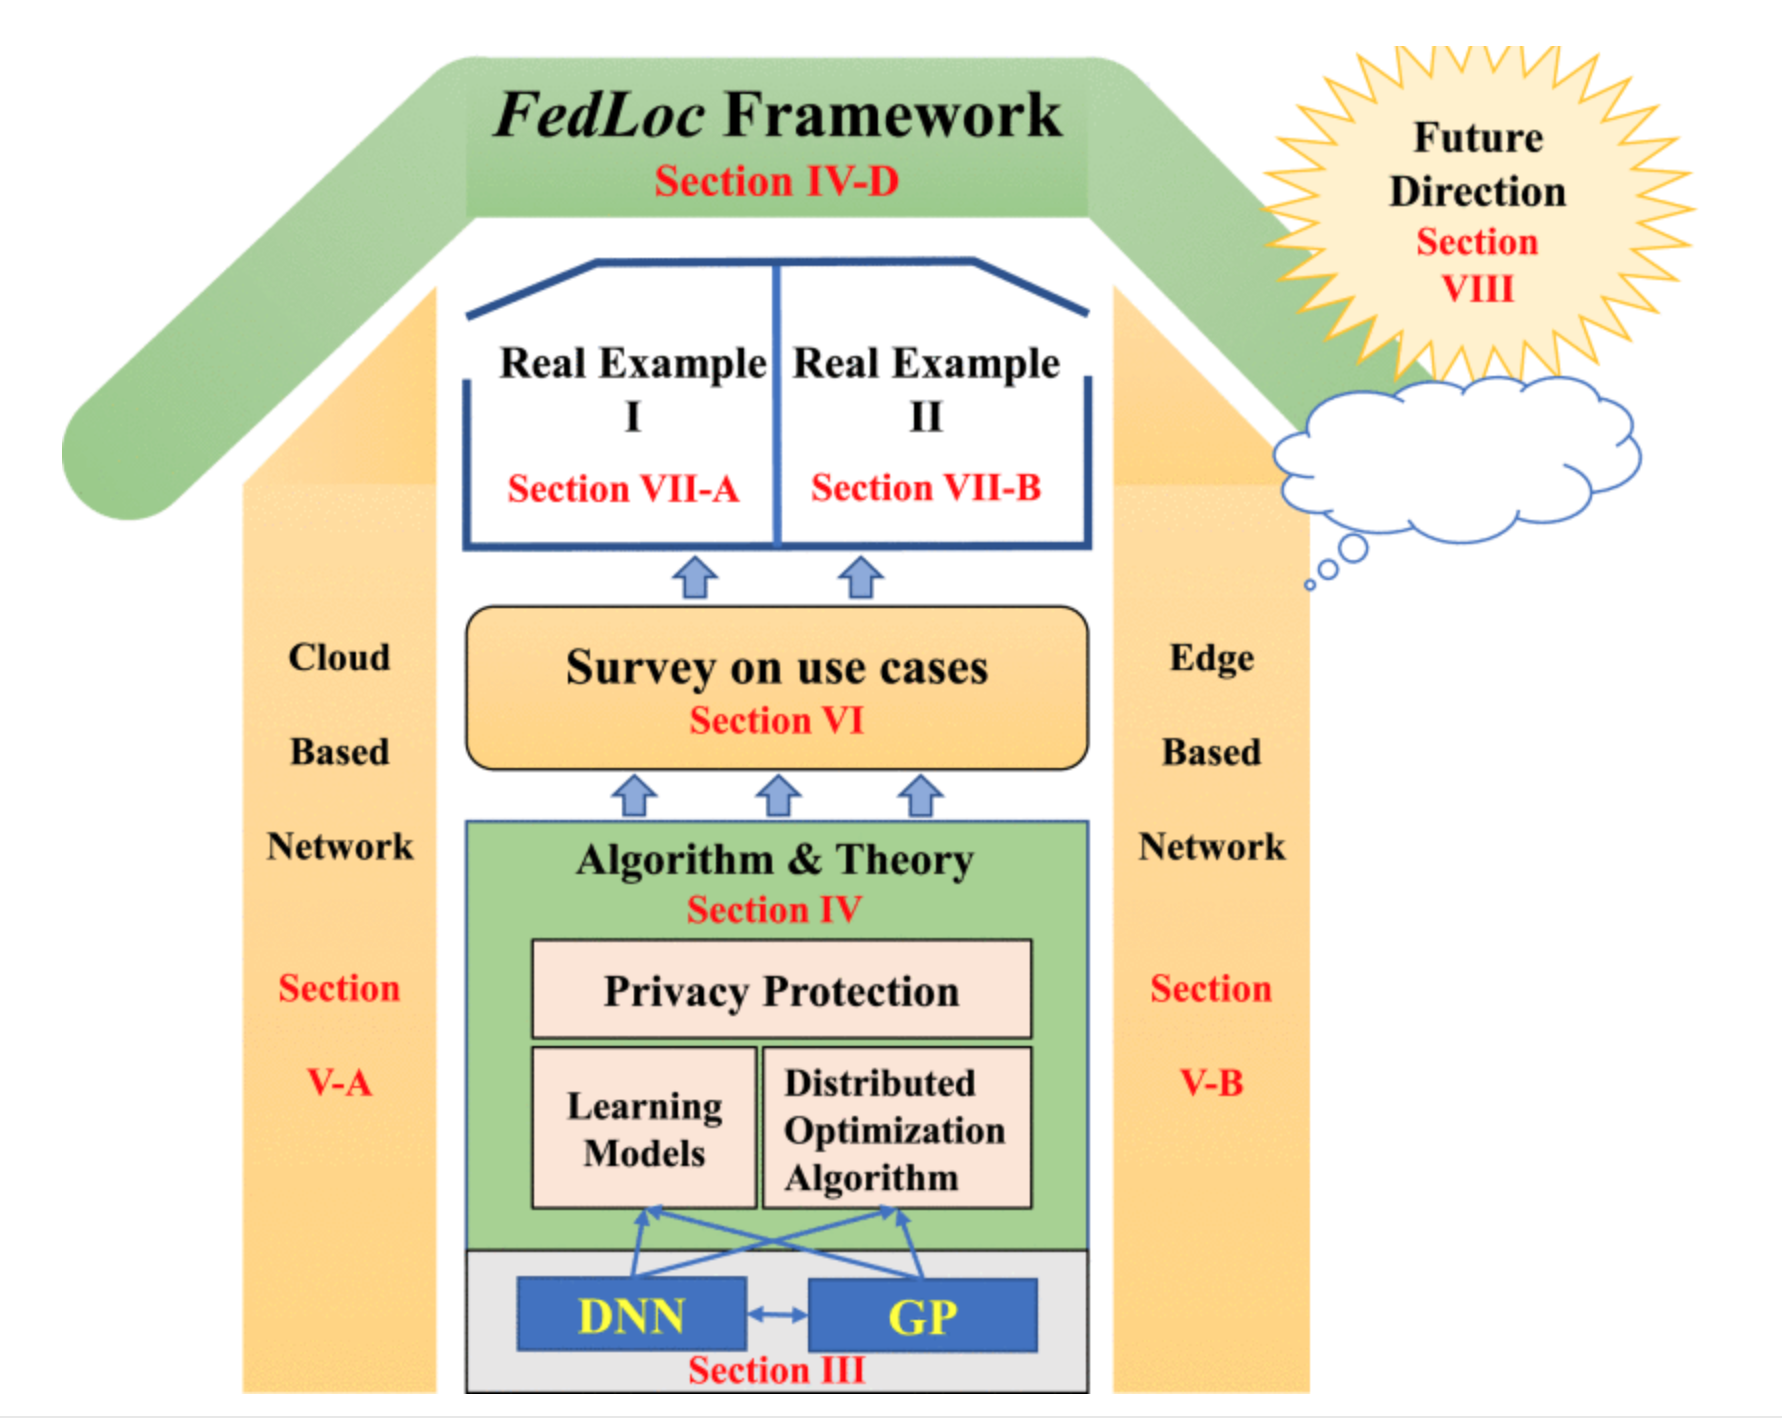 FedLoc Framework
Section IV-D
Future
Direction
Section
VIII
Real Example
I
Section VII-A
Real Example
II
Section VII-B
Cloud
Based
Network
Section
V-A
Survey on use cases
Section VI
Edge
Based
Network
Section
V-B
Algorithm & Theory
Section IV
Privacy Protection
Learning
Models
Distributed
Optimization
Algorithm
DNN
GP
Section III